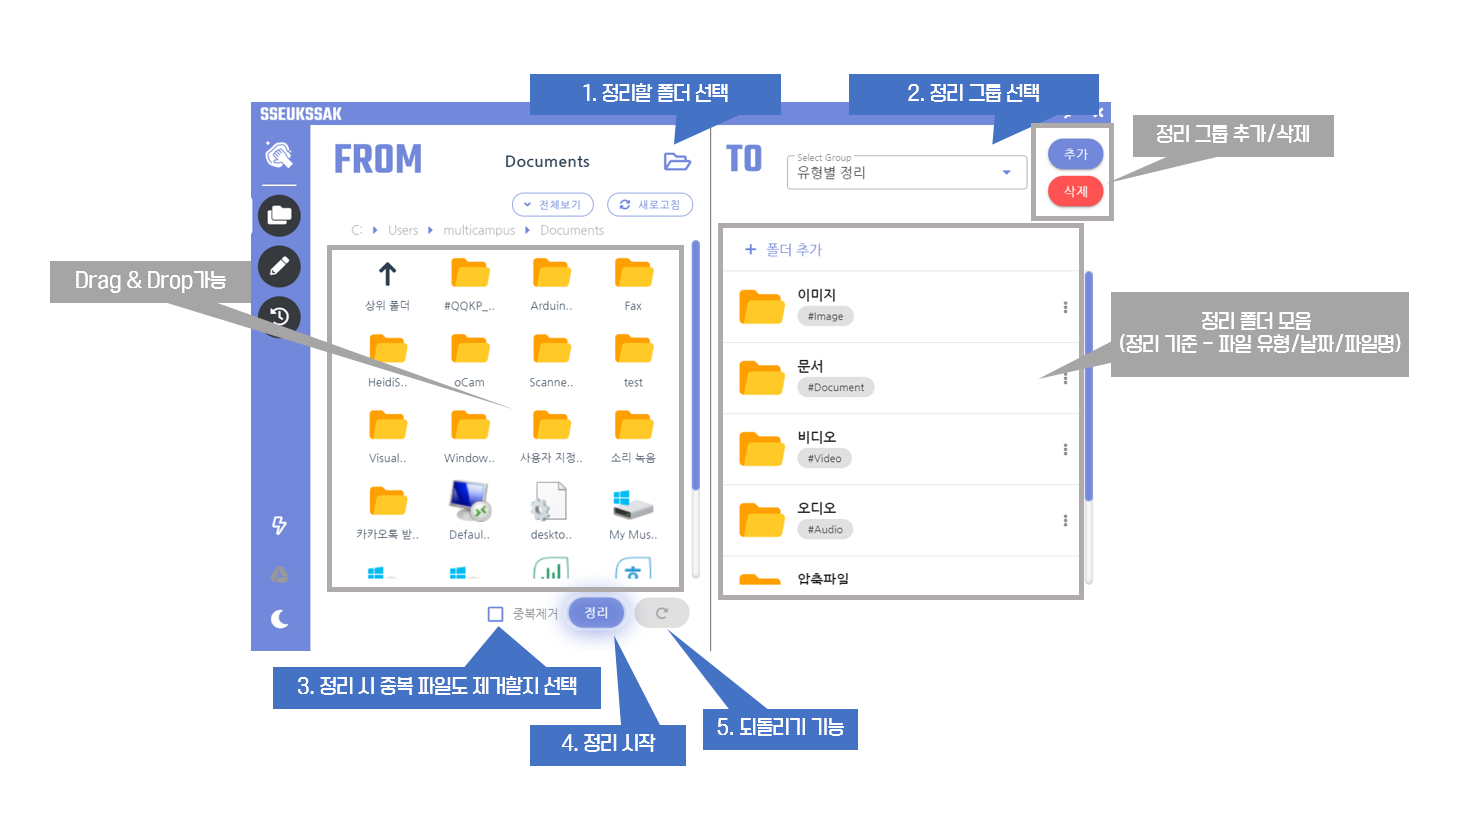 1. 정리할 폴더 선택
2. 정리 그룹 선택
SSEUKSSAK
정리 그룹 추가/삭제
FROM
Documents
전체보기
새로고침
C: Users multicampus Documents
상위 폴더
#QQKP_..
Arduin..
Fax
HeidiS..
oCam
Scanne..
test
Visual..
Window..
사용자 지정..
소리 녹음
카카오톡 받..
Defaul..
deskto..
My Mus..
Drag & Drop가능
중복제거
정리
TO
Select Group
유형별 정리
추가
삭제
+ 폴더 추가
이미지
#Image
문서
#Document
비디오
#Video
오디오
#Audio
압축파일
정리 폴더 모음
(정리 기준 - 파일 유형/날짜/파일명)
3. 정리 시 중복 파일도 제거할지 선택
4. 정리 시작
5. 되돌리기 기능